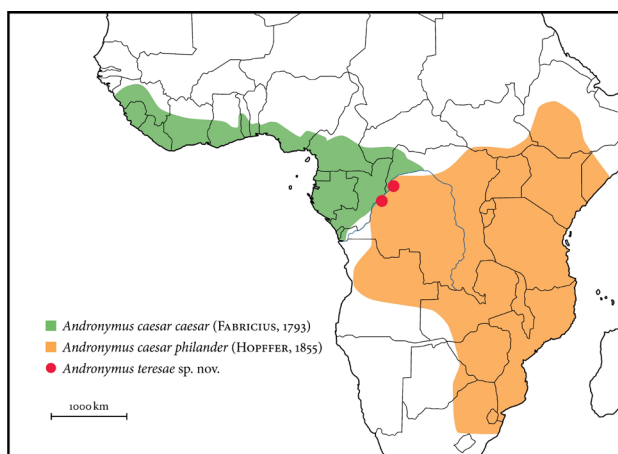 Andronymus caesar caesar (FABRICIUS, 1793)
Andronymus caesar philander (HOPFFER, 1855)
Andronymus teresae sp. nov.
1000 km